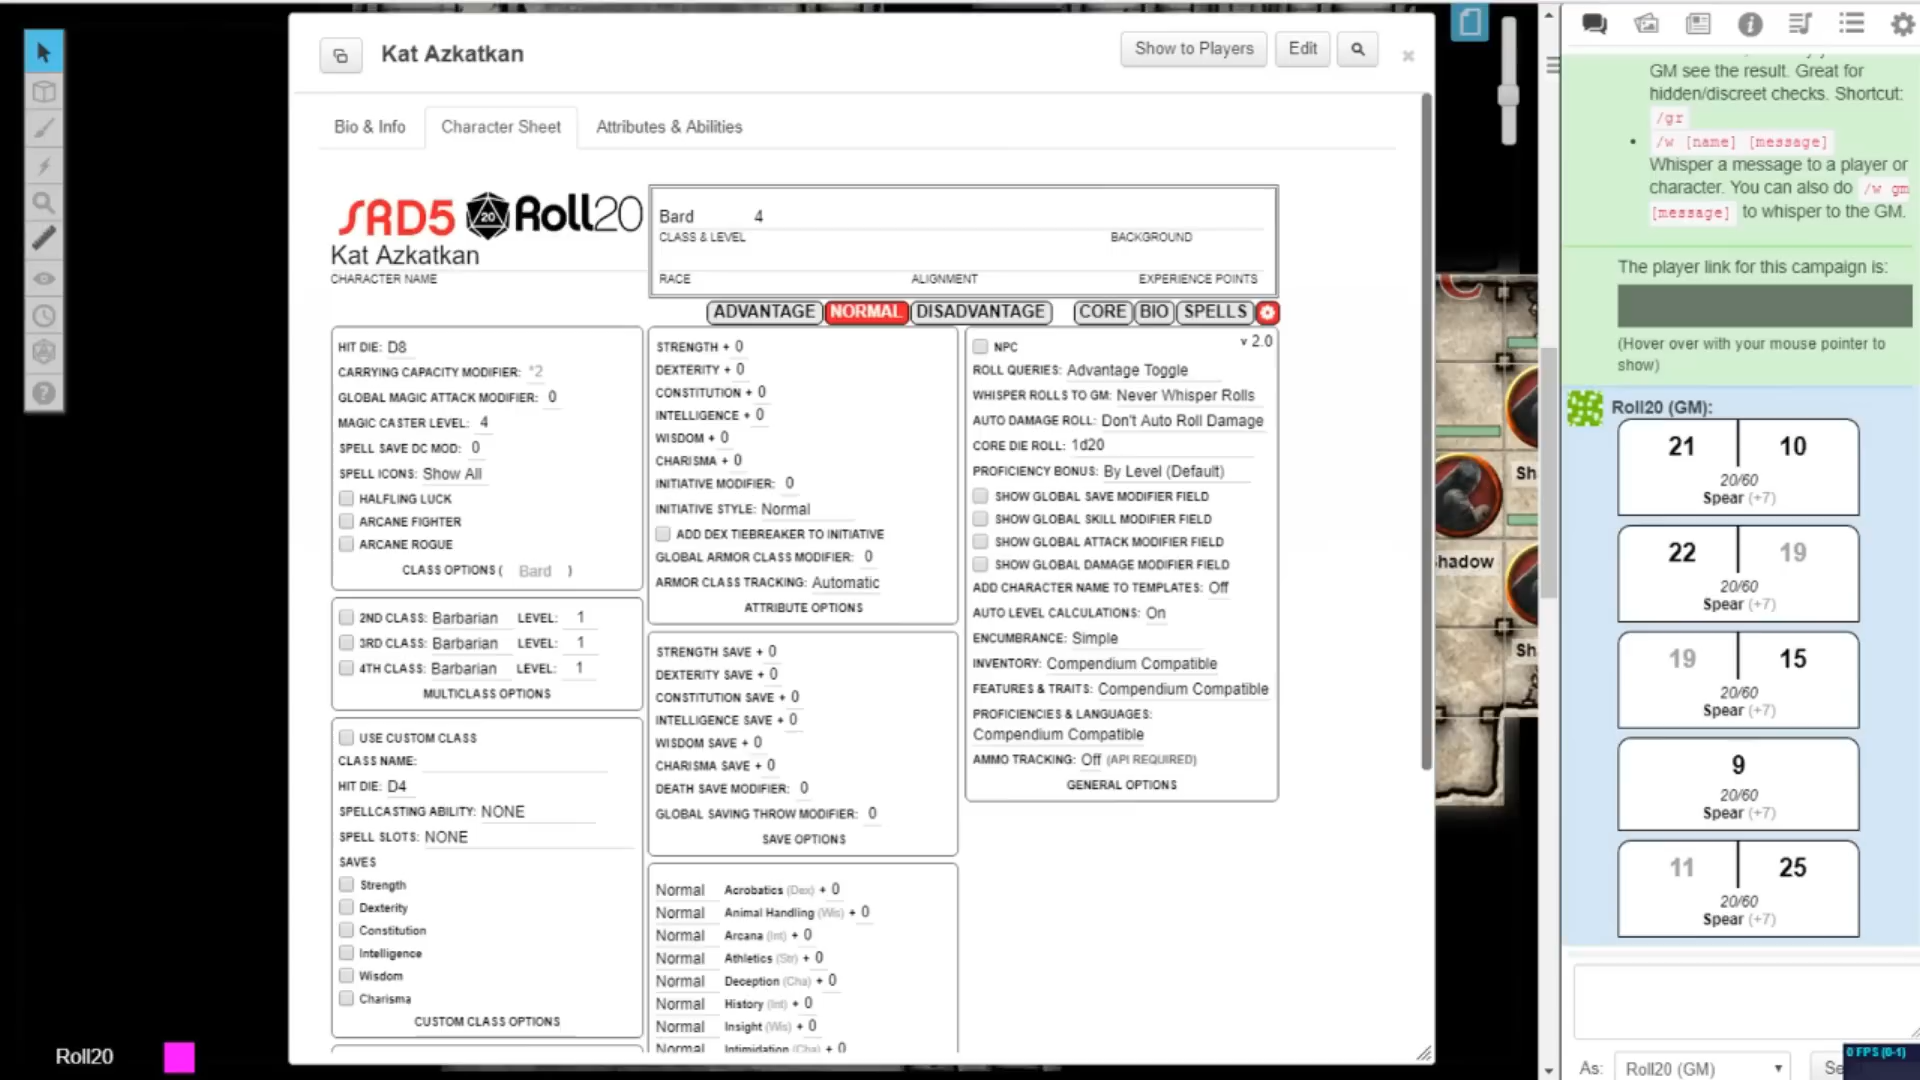 Kat Azkatkan
Show to Players
Edit
Bio & Info
Character Sheet
Attributes & Abilities
SRD5 20 Roll20
Kat Azkatkan
CHARACTER NAME
Bard 4
CLASS & LEVEL BACKGROUND
RACE ALIGNMENT EXPERIENCE POINTS
ADVANTAGE NORMAL DISADVANTAGE CORE BIO SPELLS
HIT DIE: D8
CARRYING CAPACITY MODIFIER: *2
GLOBAL MAGIC ATTACK MODIFIER: 0
MAGIC CASTER LEVEL: 4
SPELL SAVE DC MOD: 0
SPELL ICONS: Show All
HALFLING LUCK
ARCANE FIGHTER
ARCANE ROGUE
CLASS OPTIONS ( Bard )
2ND CLASS: Barbarian LEVEL: 1
3RD CLASS: Barbarian LEVEL: 1
4TH CLASS: Barbarian LEVEL: 1
MULTICLASS OPTIONS
USE CUSTOM CLASS
CLASS NAME:
HIT DIE: D4
SPELLCASTING ABILITY: NONE
SPELL SLOTS: NONE
SAVES
Strength
Dexterity
Constitution
Intelligence
Wisdom
Charisma
CUSTOM CLASS OPTIONS
STRENGTH + 0
DEXTERITY + 0
CONSTITUTION + 0
INTELLIGENCE + 0
WISDOM + 0
CHARISMA + 0
INITIATIVE MODIFIER: 0
INITIATIVE STYLE: Normal
ADD DEX TIEBREAKER TO INITIATIVE
GLOBAL ARMOR CLASS MODIFIER: 0
ARMOR CLASS TRACKING: Automatic
ATTRIBUTE OPTIONS
STRENGTH SAVE + 0
DEXTERITY SAVE + 0
CONSTITUTION SAVE + 0
INTELLIGENCE SAVE + 0
WISDOM SAVE + 0
CHARISMA SAVE + 0
DEATH SAVE MODIFIER: 0
GLOBAL SAVING THROW MODIFIER: 0
SAVE OPTIONS
Normal Acrobatics (Dex) + 0
Normal Animal Handling (Wis) + 0
Normal Arcana (Int) + 0
Normal Athletics (Str) + 0
Normal Deception (Cha) + 0
Normal History (Int) + 0
Normal Insight (Wis) + 0
Normal Intimidation (Cha) + 0
NPC v 2.0
ROLL QUERIES: Advantage Toggle
WHISPER ROLLS TO GM: Never Whisper Rolls
AUTO DAMAGE ROLL: Don't Auto Roll Damage
CORE DIE ROLL: 1d20
PROFICIENCY BONUS: By Level (Default)
SHOW GLOBAL SAVE MODIFIER FIELD
SHOW GLOBAL SKILL MODIFIER FIELD
SHOW GLOBAL ATTACK MODIFIER FIELD
SHOW GLOBAL DAMAGE MODIFIER FIELD
ADD CHARACTER NAME TO TEMPLATES: Off
AUTO LEVEL CALCULATIONS: On
ENCUMBRANCE: Simple
INVENTORY: Compendium Compatible
FEATURES & TRAITS: Compendium Compatible
PROFICIENCIES & LANGUAGES:
Compendium Compatible
AMMO TRACKING: Off (API REQUIRED)
GENERAL OPTIONS
Sh
hadow
Sh
GM see the result. Great for
hidden/discreet checks. Shortcut:
/gr
• /w [name] [message]
Whisper a message to a player or
character. You can also do /w gm
[message] to whisper to the GM.
The player link for this campaign is:
(Hover over with your mouse pointer to
show)
Roll20 (GM):
21 10
20/60
Spear (+7)
22 19
20/60
Spear (+7)
19 15
20/60
Spear (+7)
9
20/60
Spear (+7)
11 25
20/60
Spear (+7)
As: Roll20 (GM) Se
0 FPS (0-1)
Roll20